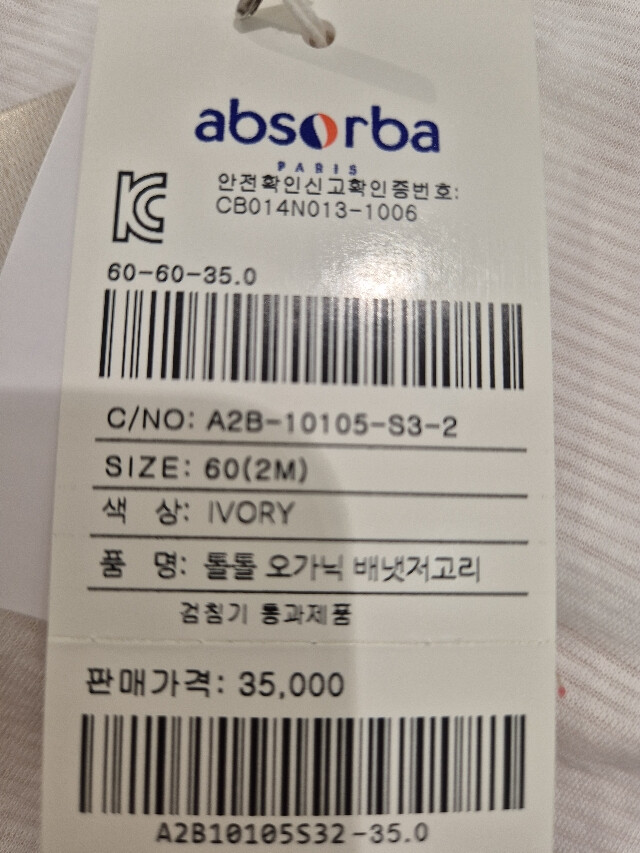 absorba
PARIS
안전확인신고확인증번호:
CB014N013-1006
60-60-35.0
C/NO: A2B-10105-S3-2
SIZE: 60(2M)
색 상: IVORY
품 명: 톨톨 오가닉 배냇저고리
검침기 통과제품
판매가격: 35,000
A2B10105S32-35.0